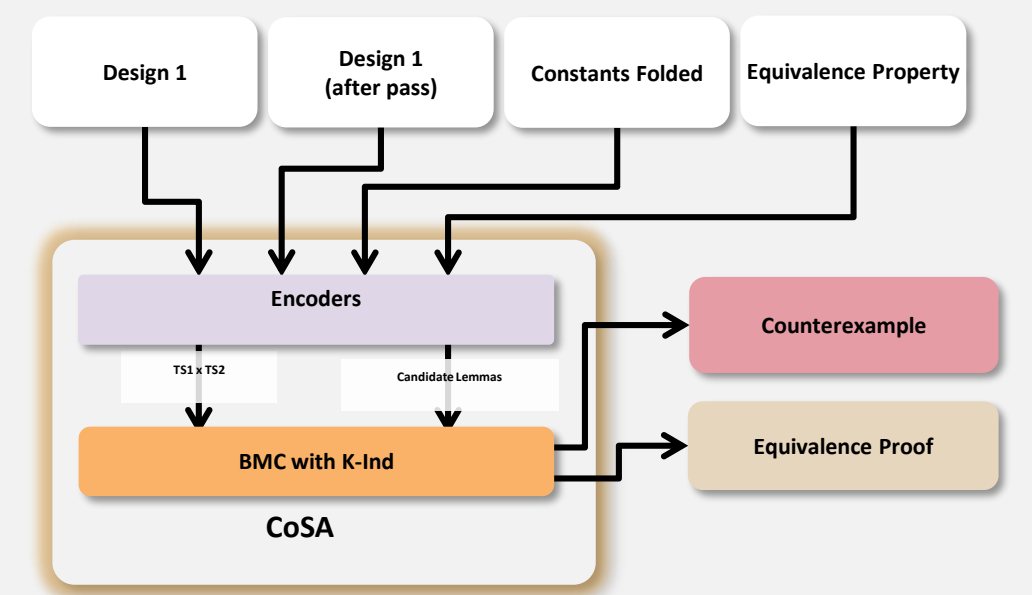 Design 1
Design 1
(after pass)
Constants Folded
Equivalence Property
Encoders
TS1 x TS2
Candidate Lemmas
Counterexample
BMC with K-Ind
Equivalence Proof
CoSA